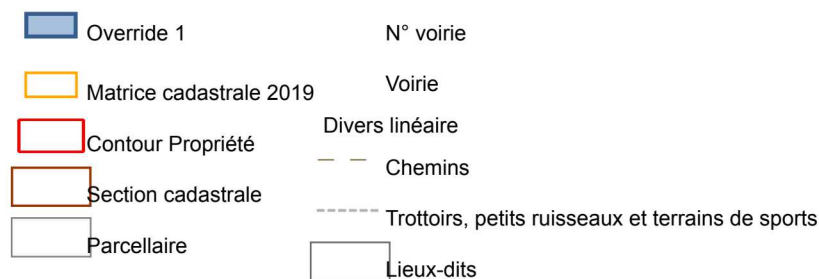 Override 1
Matrice cadastrale 2019
Contour Propriété
Section cadastrale
Parcellaire
N° voirie
Voirie
Divers linéaire
Chemins
Trottoirs, petits ruisseaux et terrains de sports
Lieux-dits